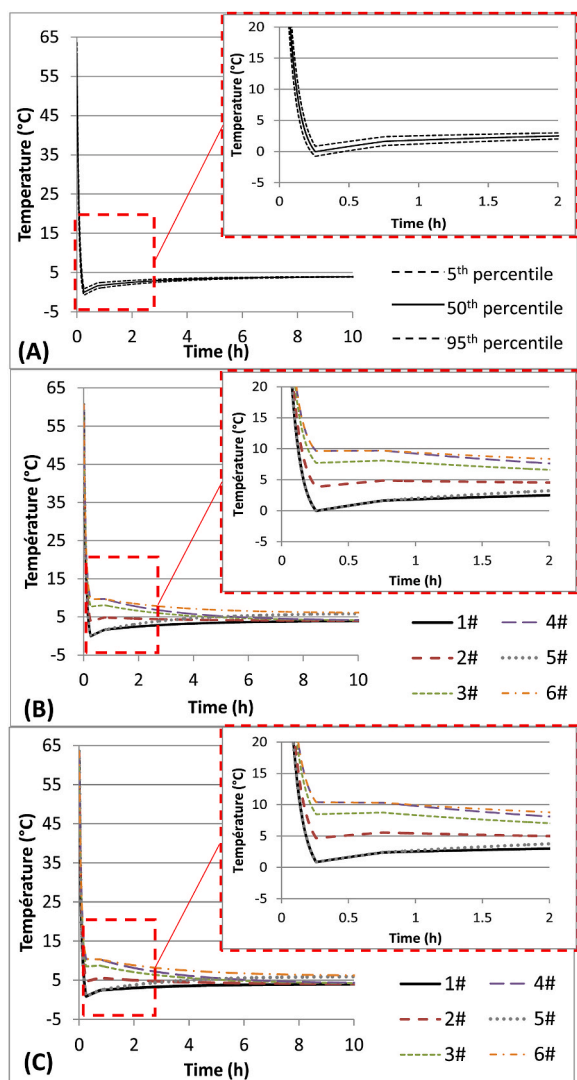 65
55
45
35
25
15
5
-5
Temperature (°C)
0 2 4 6 8 10
Time (h)
20
15
10
5
0
-5
Temperature (°C)
0 0.5 1 1.5 2
Time (h)
5th percentile
50th percentile
95th percentile
(A)
65
55
45
35
25
15
5
-5
Température (°C)
0 2 4 6 8 10
Time (h)
20
15
10
5
0
-5
Température (°C)
0 0.5 1 1.5 2
Time (h)
1# 4#
2# 5#
3# 6#
(B)
65
55
45
35
25
15
5
-5
Température (°C)
0 2 4 6 8 10
Time (h)
20
15
10
5
0
-5
Température (°C)
0 0.5 1 1.5 2
Time (h)
1# 4#
2# 5#
3# 6#
(C)